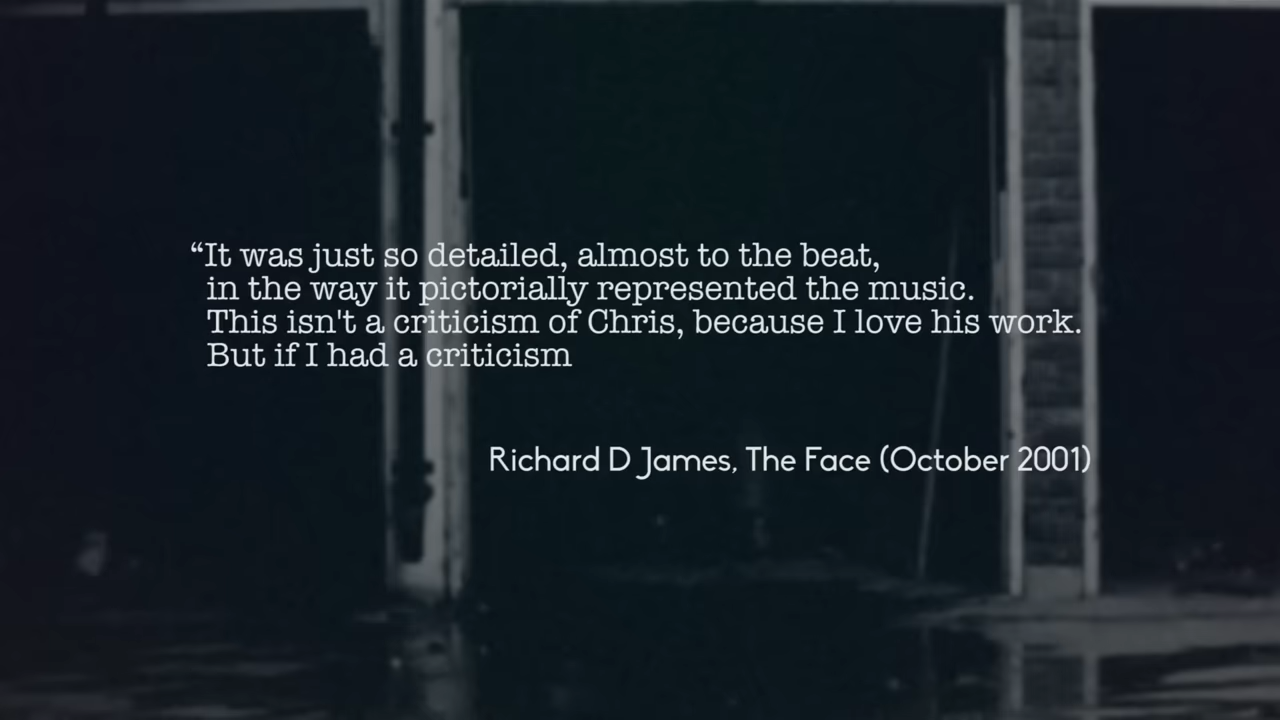 “It was just so detailed, almost to the beat,
in the way it pictorially represented the music.
This isn't a criticism of Chris, because I love his work.
But if I had a criticism
Richard D James, The Face (October 2001)